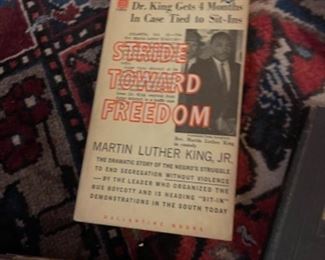 Dr. King Gets 4 Months
In Case Tied to Sit-Ins
STRIDE
TOWARD
FREEDOM
Rev. Martin Luther King
in custody
MARTIN LUTHER KING, JR.
THE DRAMATIC STORY OF THE NEGRO'S STRUGGLE
TO END SEGREGATION WITHOUT VIOLENCE
—BY THE LEADER WHO ORGANIZED THE
BUS BOYCOTT AND IS HEADING "SIT-IN"
DEMONSTRATIONS IN THE SOUTH TODAY
BALLANTINE BOOKS